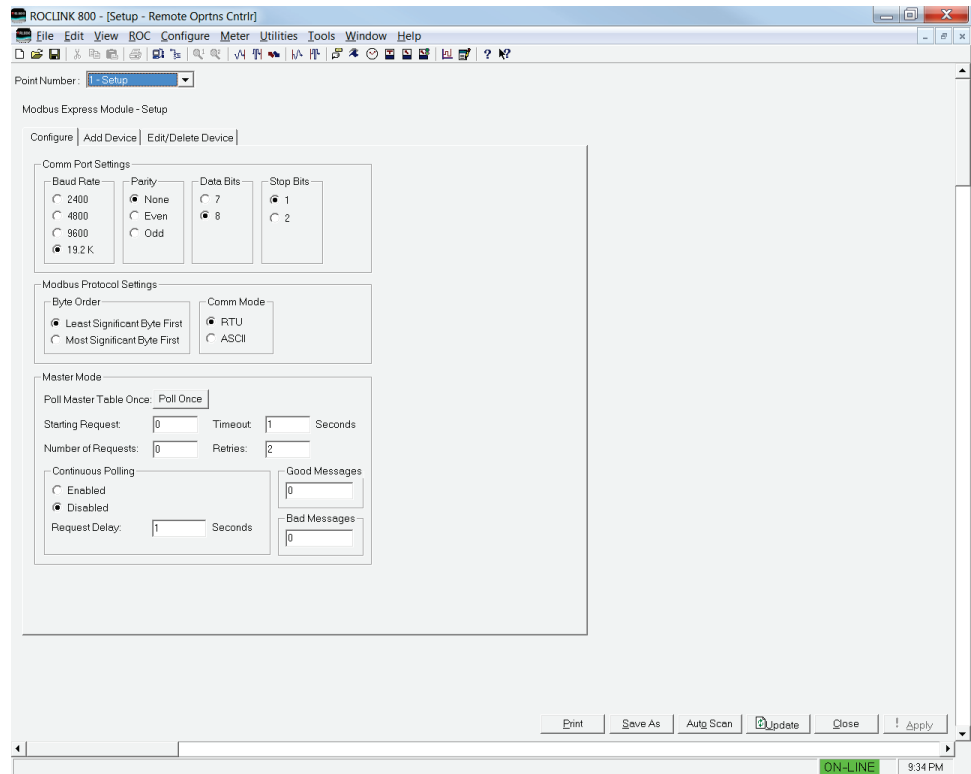 ROCLINK 800 - [Setup - Remote Oprtns Cntrlr]
File Edit View ROC Configure Meter Utilities Tools Window Help
Point Number: 1 - Setup
Modbus Express Module - Setup
Configure Add Device Edit/Delete Device
Comm Port Settings
Baud Rate Parity Data Bits Stop Bits
2400 None 7 1
4800 Even 8 2
9600 Odd
19.2 K
Modbus Protocol Settings
Byte Order Comm Mode
Least Significant Byte First RTU
Most Significant Byte First ASCII
Master Mode
Poll Master Table Once: Poll Once
Starting Request: 0 Timeout: 1 Seconds
Number of Requests: 0 Retries: 2
Continuous Polling Good Messages
Enabled 0
Disabled
Bad Messages
Request Delay: 1 Seconds
0
Print Save As Auto Scan Update Close ! Apply
ON-LINE 9:34 PM